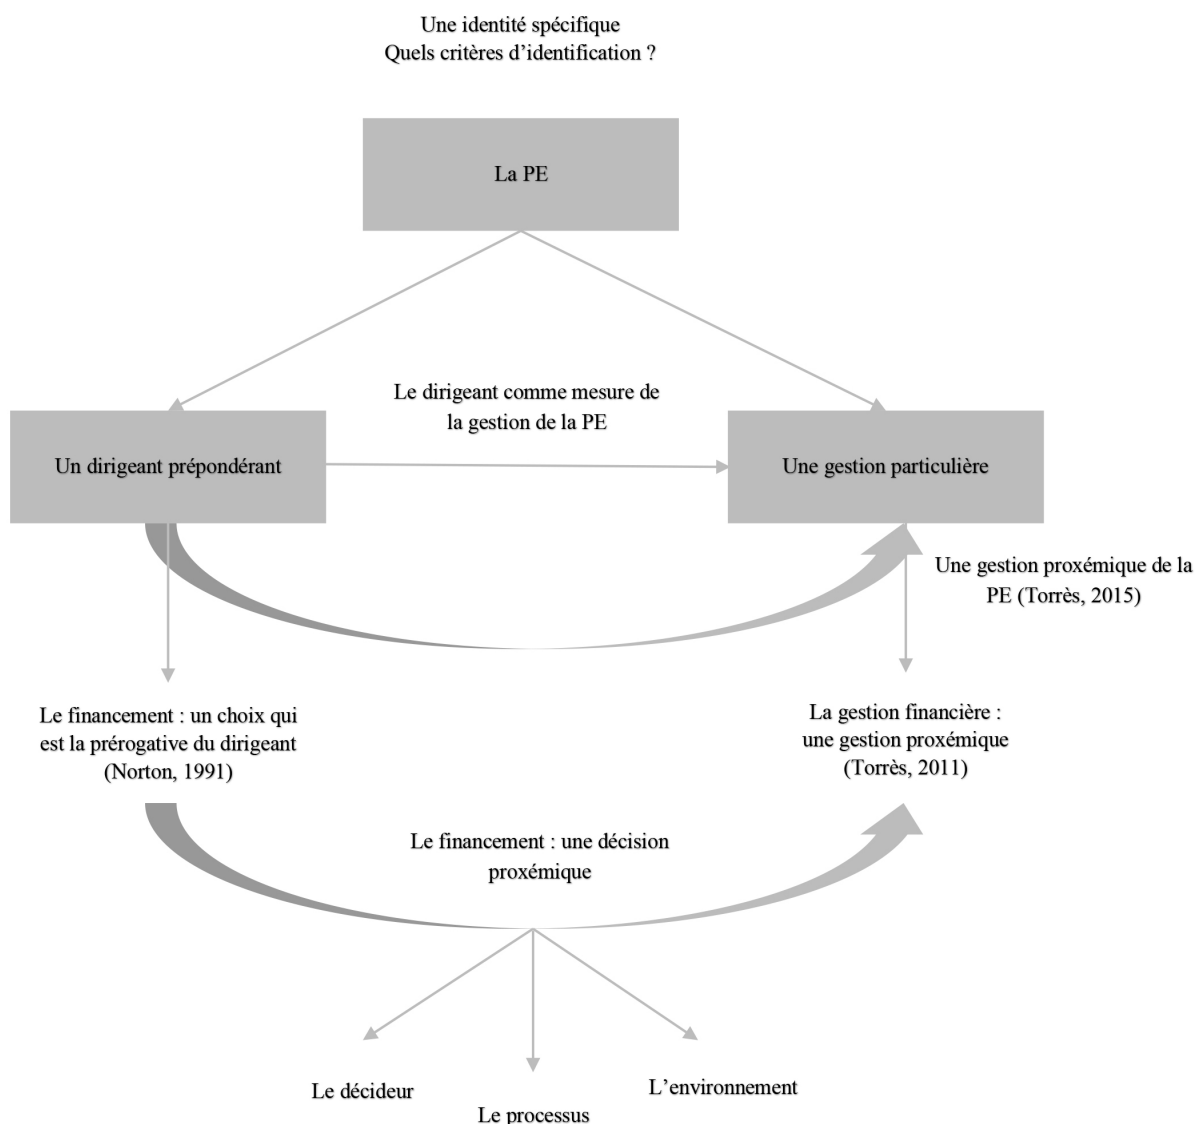 Une identité spécifique
Quels critères d’identification ?
La PE
Le dirigeant comme mesure de
la gestion de la PE
Un dirigeant prépondérant
Une gestion particulière
Une gestion proxémique de la
PE (Torrès, 2015)
Le financement : un choix qui
est la prérogative du dirigeant
(Norton, 1991)
La gestion financière :
une gestion proxémique
(Torrès, 2011)
Le financement : une décision
proxémique
Le décideur
Le processus
L’environnement